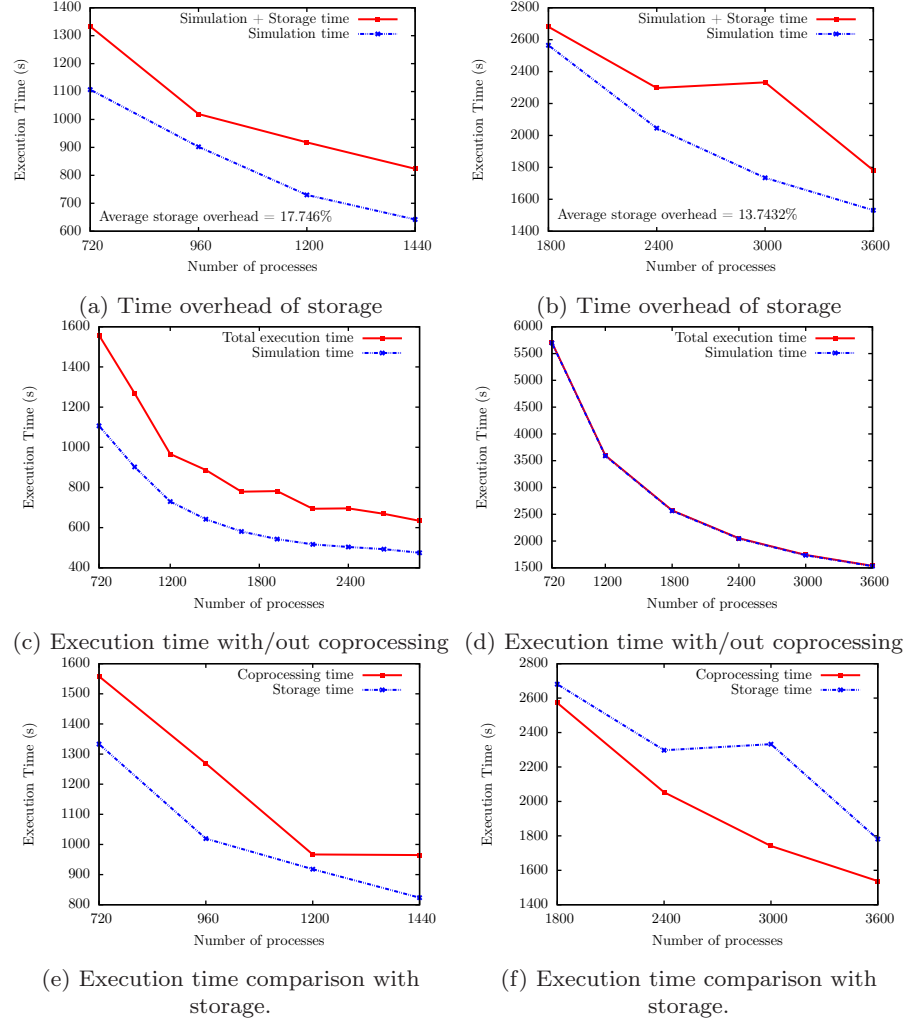 1400
1300
1200
1100
1000
900
800
700
600
Execution Time (s)
Simulation + Storage time
Simulation time
Average storage overhead = 17.746%
720 960 1200 1440
Number of processes
(a) Time overhead of storage
2800
2600
2400
2200
2000
1800
1600
1400
Execution Time (s)
Simulation + Storage time
Simulation time
Average storage overhead = 13.7432%
1800 2400 3000 3600
Number of processes
(b) Time overhead of storage
1600
1400
1200
1000
800
600
400
Execution Time (s)
Total execution time
Simulation time
720 1200 1800 2400
Number of processes
(c) Execution time with/out coprocessing
6000
5500
5000
4500
4000
3500
3000
2500
2000
1500
Execution Time (s)
Total execution time
Simulation time
720 1200 1800 2400 3000 3600
Number of processes
(d) Execution time with/out coprocessing
1600
1500
1400
1300
1200
1100
1000
900
800
Execution Time (s)
Coprocessing time
Storage time
720 960 1200 1440
Number of processes
(e) Execution time comparison with
storage.
2800
2600
2400
2200
2000
1800
1600
1400
Execution Time (s)
Coprocessing time
Storage time
1800 2400 3000 3600
Number of processes
(f) Execution time comparison with
storage.